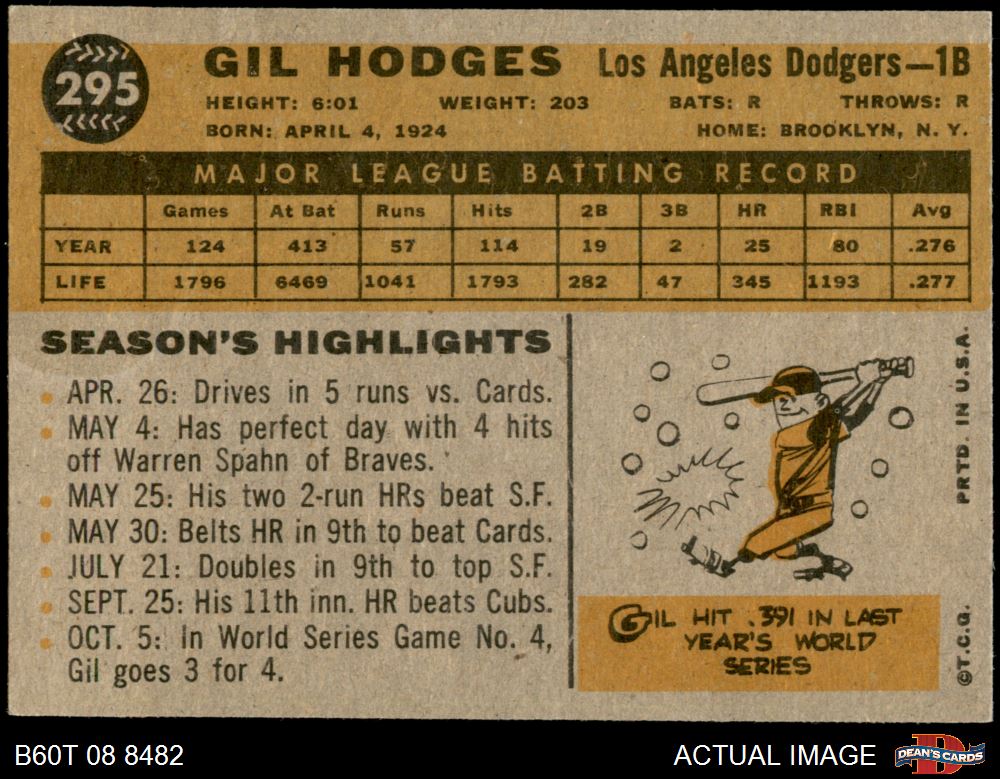 295
GIL HODGES Los Angeles Dodgers—1B
HEIGHT: 6:01 WEIGHT: 203 BATS: R THROWS: R
BORN: APRIL 4, 1924 HOME: BROOKLYN, N. Y.
MAJOR LEAGUE BATTING RECORD
Games At Bat Runs Hits 2B 3B HR RBI Avg
YEAR 124 413 57 114 19 2 25 80 .276
LIFE 1796 6469 1041 1793 282 47 345 1193 .277
SEASON'S HIGHLIGHTS
APR. 26: Drives in 5 runs vs. Cards.
MAY 4: Has perfect day with 4 hits
off Warren Spahn of Braves.
MAY 25: His two 2-run HRs beat S.F.
MAY 30: Belts HR in 9th to beat Cards.
JULY 21: Doubles in 9th to top S.F.
SEPT. 25: His 11th inn. HR beats Cubs.
OCT. 5: In World Series Game No. 4,
Gil goes 3 for 4.
GIL HIT .391 IN LAST
YEAR'S WORLD
SERIES
©T.C.G. PRTD. IN U.S.A.
B60T 08 8482 ACTUAL IMAGE
DEAN'S CARDS